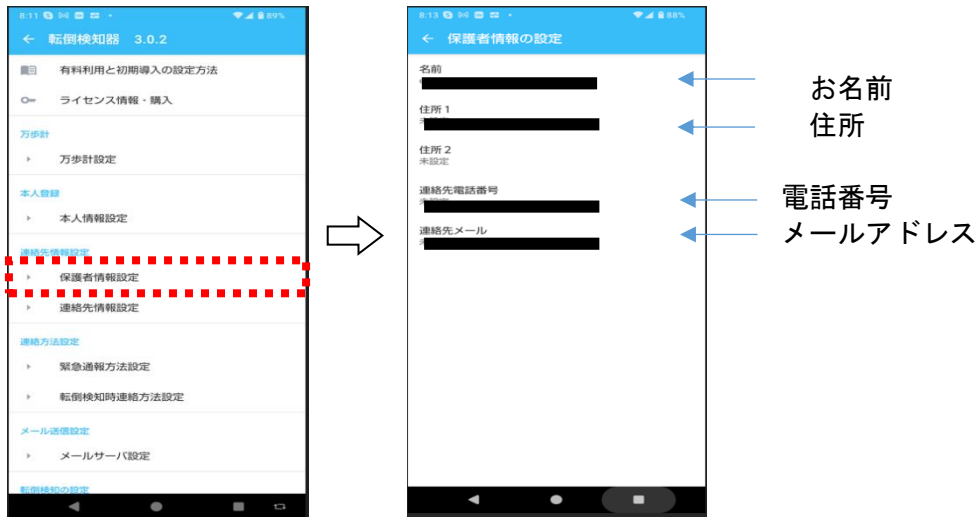 8:11
89%
転倒検知器 3.0.2
有料利用と初期導入の設定方法
ライセンス情報・購入
万歩計
万歩計設定
本人登録
本人情報設定
連絡先情報設定
保護者情報設定
連絡先情報設定
連絡方法設定
緊急通報方法設定
転倒検知時連絡方法設定
メール送信設定
メールサーバ設定
転倒検知の設定
8:13
88%
保護者情報の設定
名前
住所1
住所2
未設定
連絡先電話番号
連絡先メール
お名前
住所
電話番号
メールアドレス